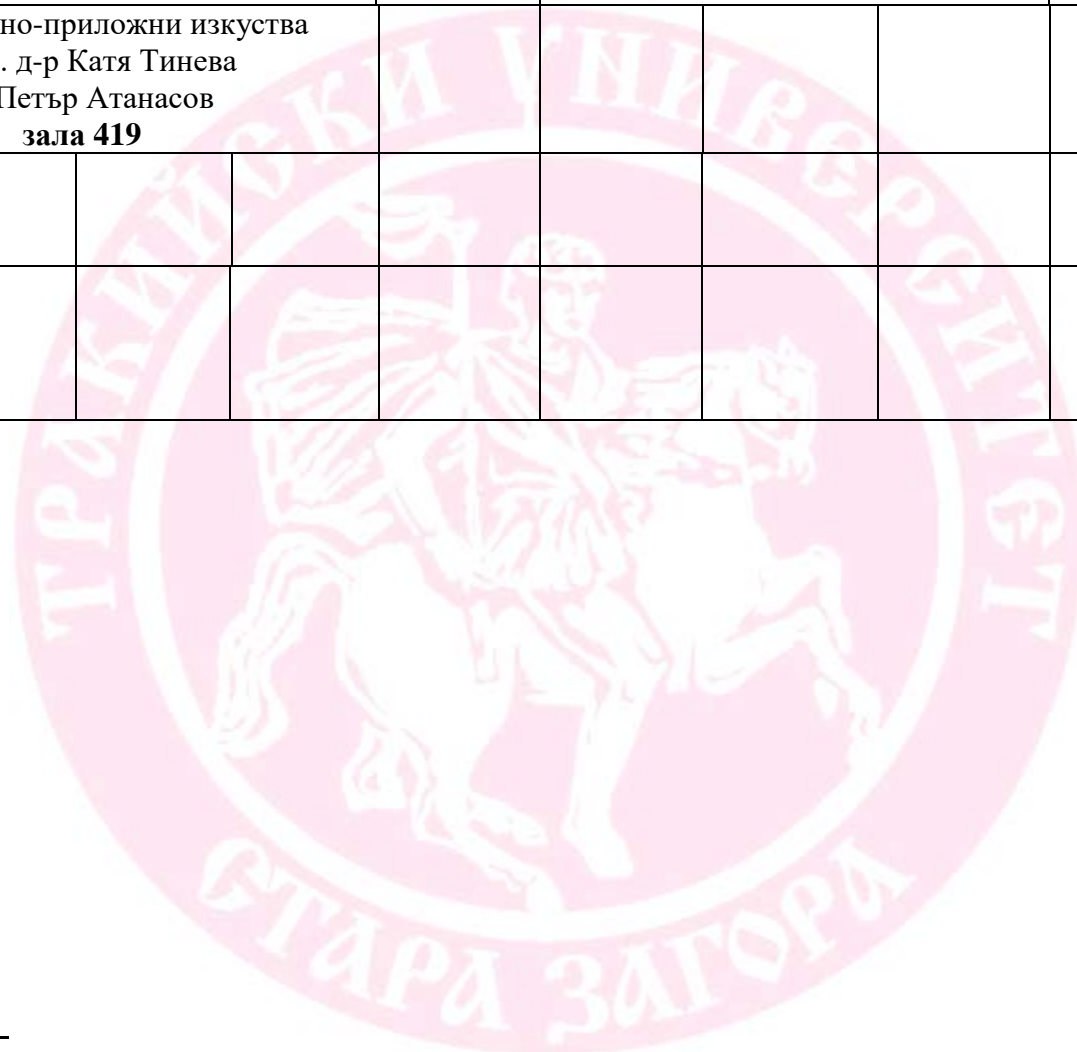 но-приложни изкуства
. д-р Катя Тинева
Петър Атанасов
зала 419
ТРАКИЙСКИ УНИВЕРСИТЕТ
СТАРА ЗАГОРА